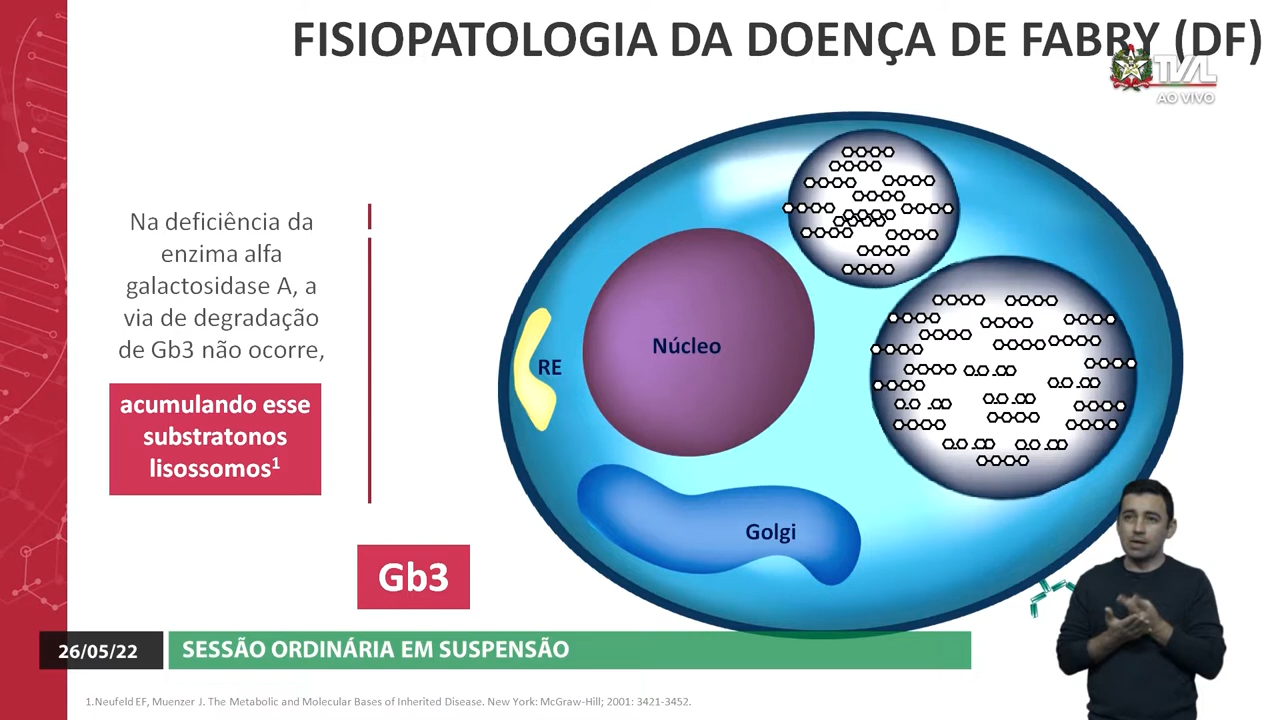 FISIOPATOLOGIA DA DOENÇA DE FABRY (DF)
TVAL
AO VIVO
Na deficiência da
enzima alfa
galactosidase A, a
via de degradação
de Gb3 não ocorre,
acumulando esse
substratonos
lisossomos¹
Núcleo
RE
Golgi
Gb3
26/05/22
SESSÃO ORDINÁRIA EM SUSPENSÃO
1.Neufeld EF, Muenzer J. The Metabolic and Molecular Bases of Inherited Disease. New York: McGraw-Hill; 2001: 3421-3452.